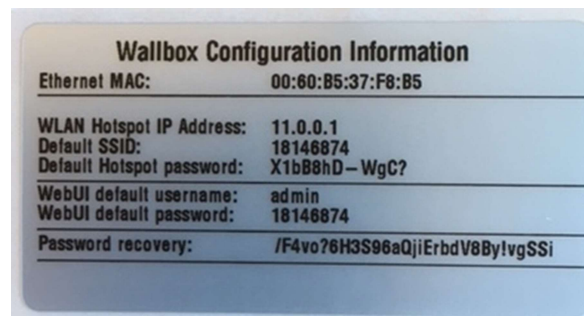 Wallbox Configuration Information
Ethernet MAC: 00:60:B5:37:F8:B5
WLAN Hotspot IP Address: 11.0.0.1
Default SSID: 18146874
Default Hotspot password: X1bB8hD–WgC?
WebUI default username: admin
WebUI default password: 18146874
Password recovery: /F4vo?6H3S96aQjiErbdV8By!vgSSi